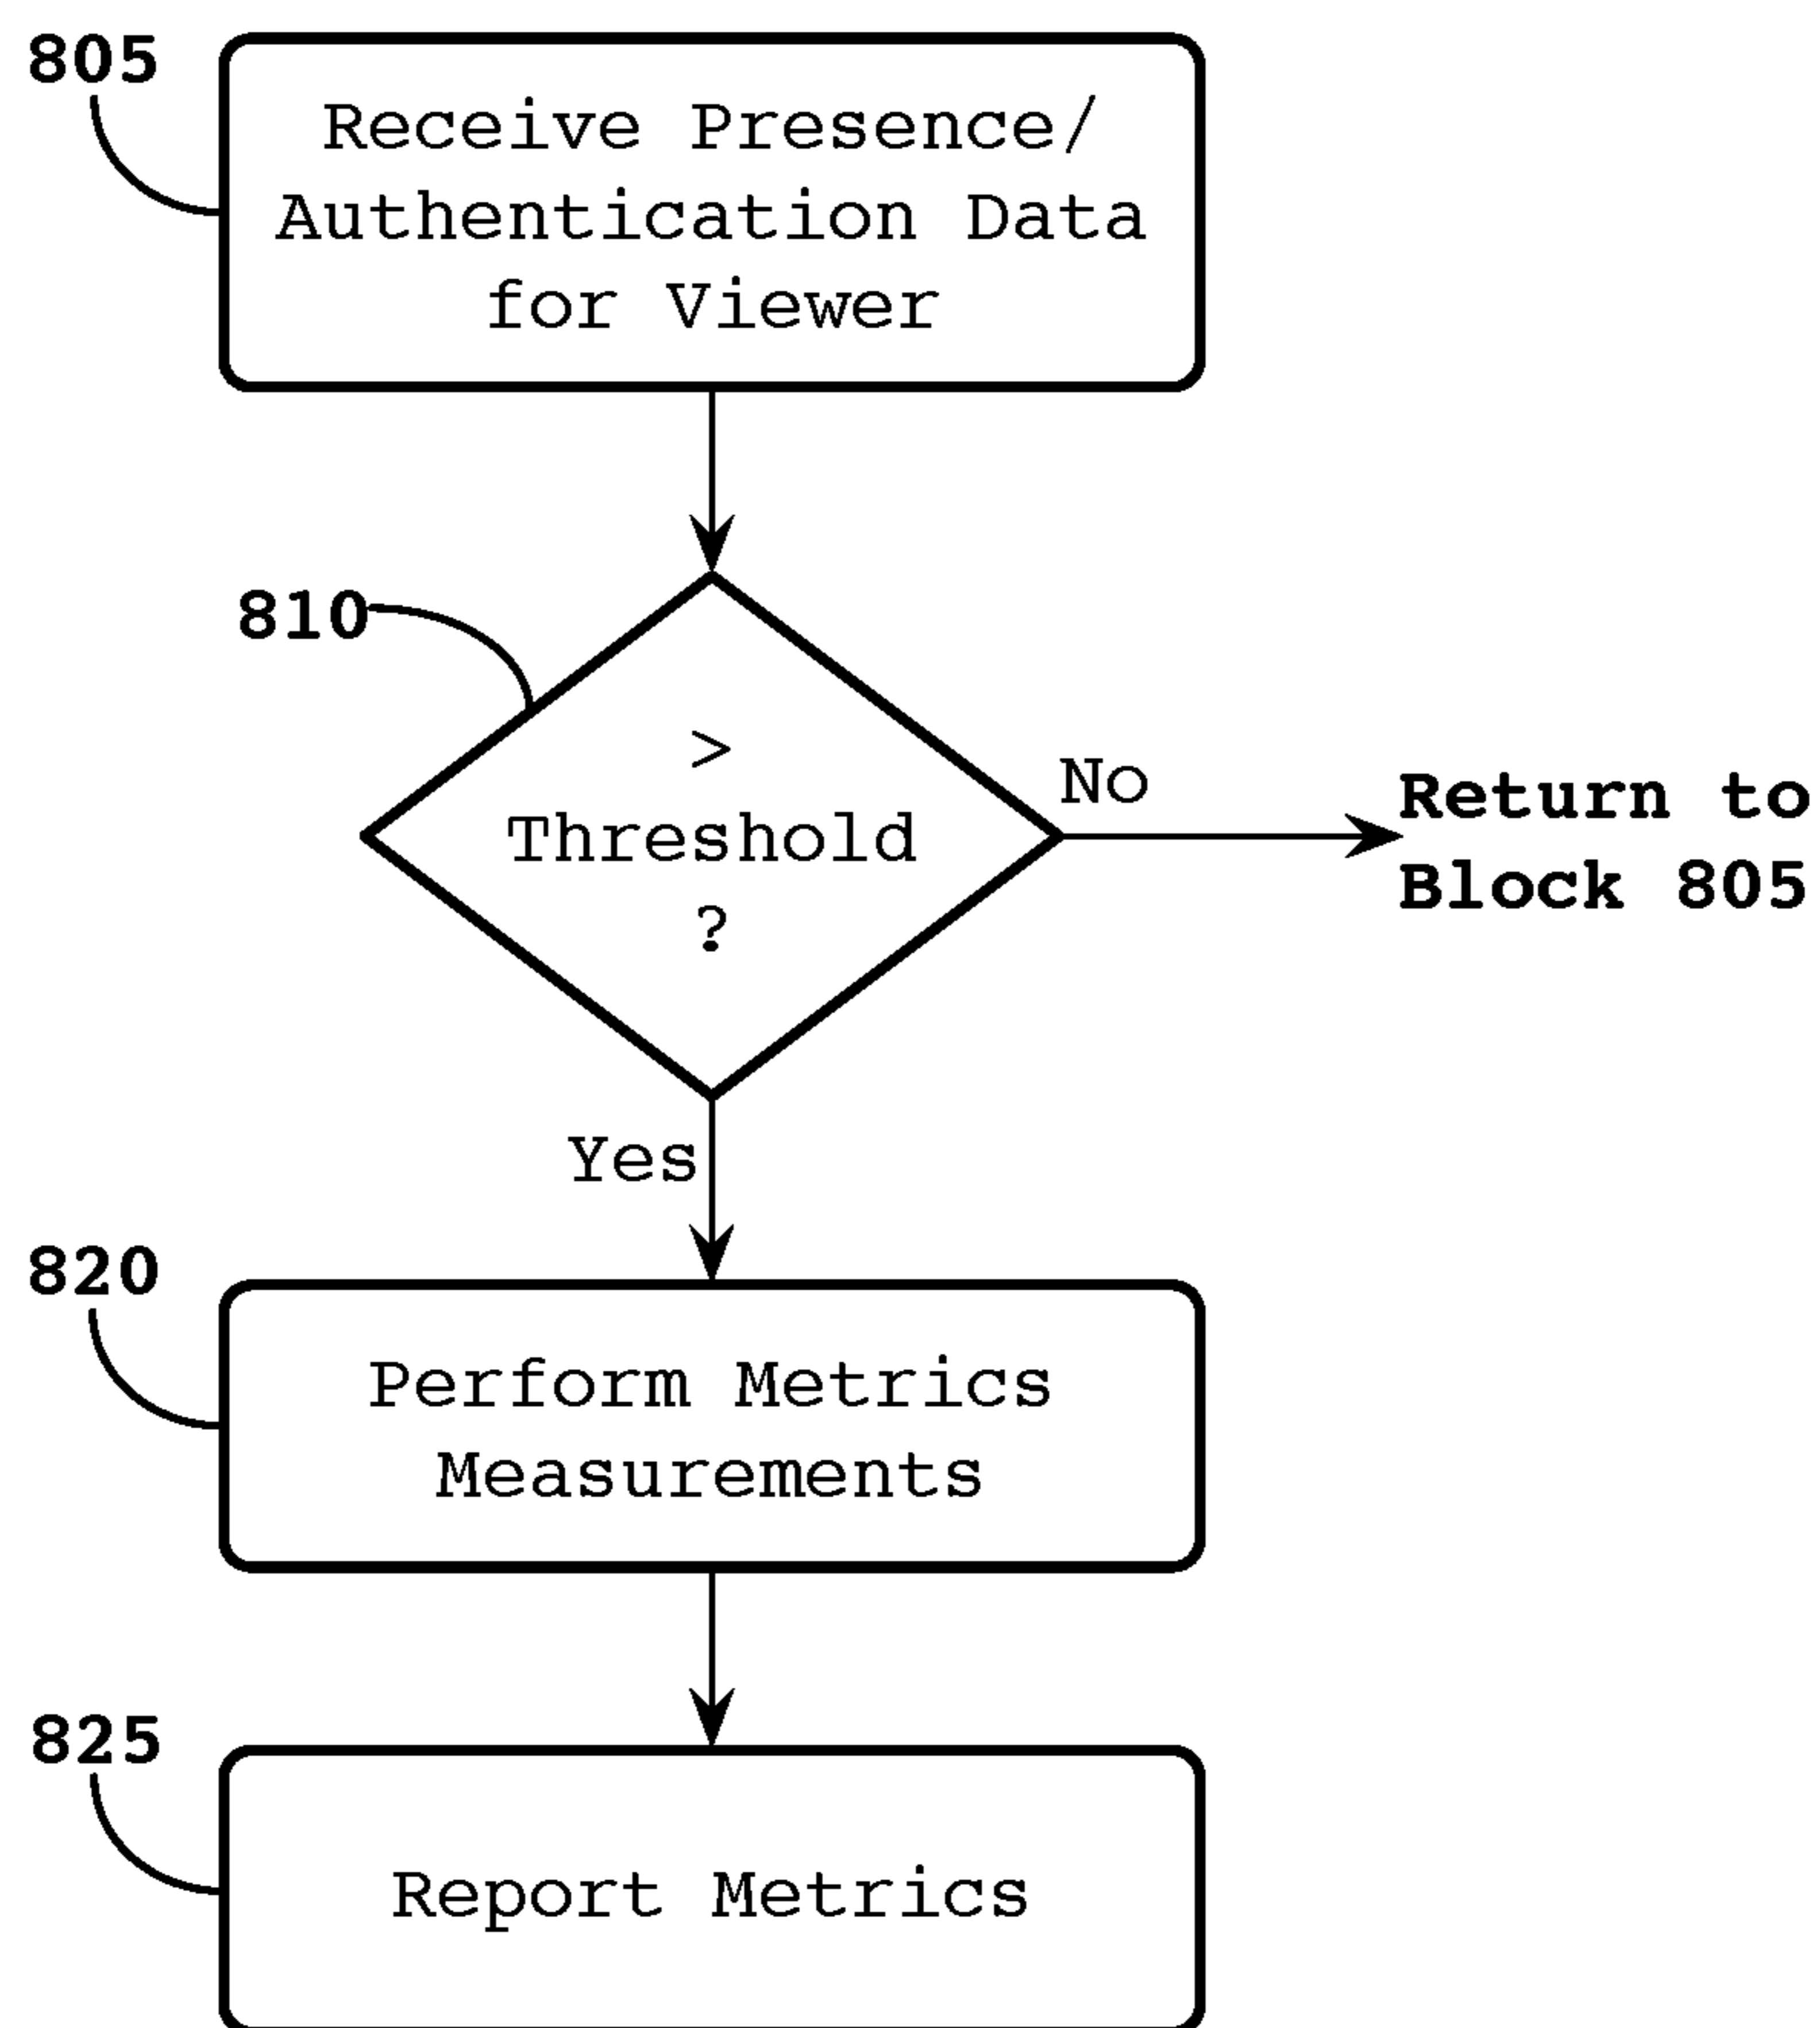 805
Receive Presence/
Authentication Data
for Viewer
810
>
Threshold
?
No
Return to
Block 805
Yes
820
Perform Metrics
Measurements
825
Report Metrics